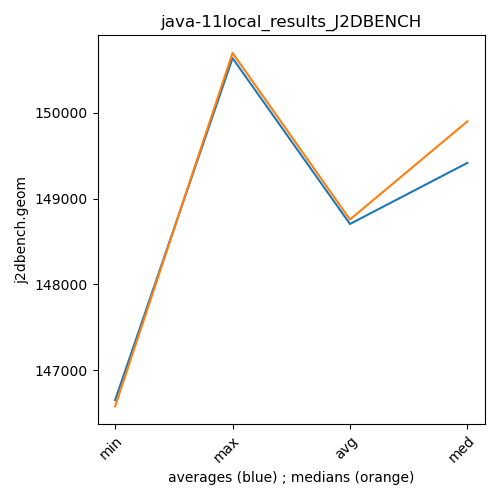 java-11local_results_J2DBENCH
j2dbench.geom
150000
149000
148000
147000
min
max
avg
med
averages (blue) ; medians (orange)